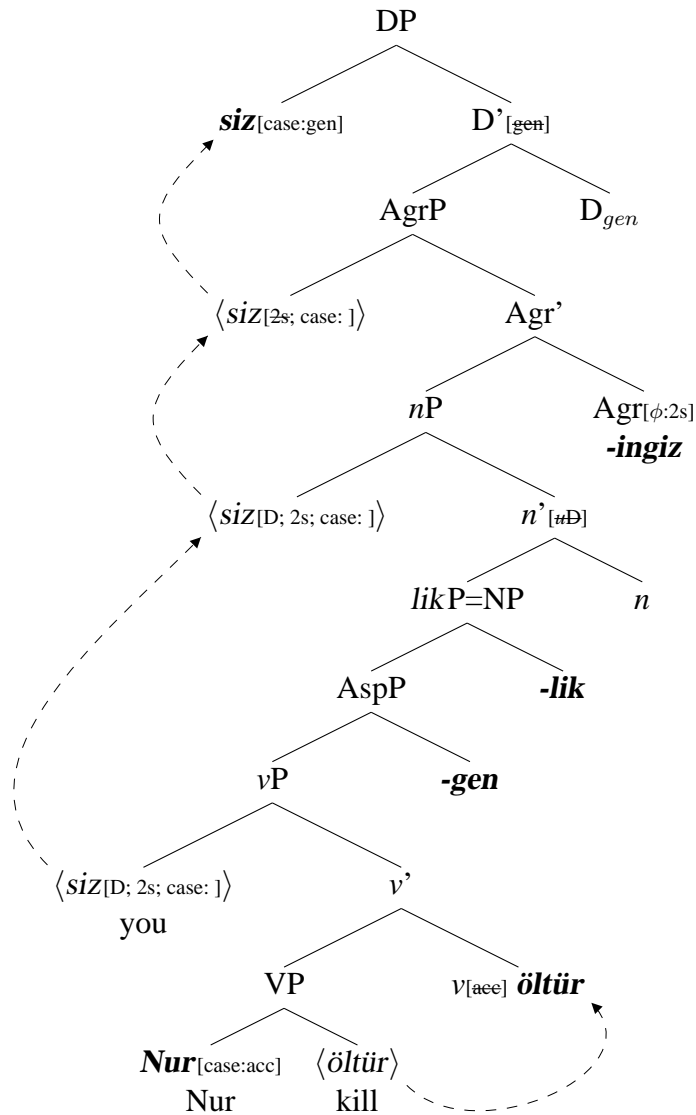 DP
siz[case:gen] D’[gen]
AgrP D_gen
⟨siz[2s; case: ]⟩ Agr’
nP Agr[ϕ:2s]
-ingiz
⟨siz[D; 2s; case: ]⟩ n’[uD]
likP=NP n
AspP -lik
vP -gen
⟨siz[D; 2s; case: ]⟩ v’
you
VP v[acc] öltür
Nur[case:acc] ⟨öltür⟩
Nur kill